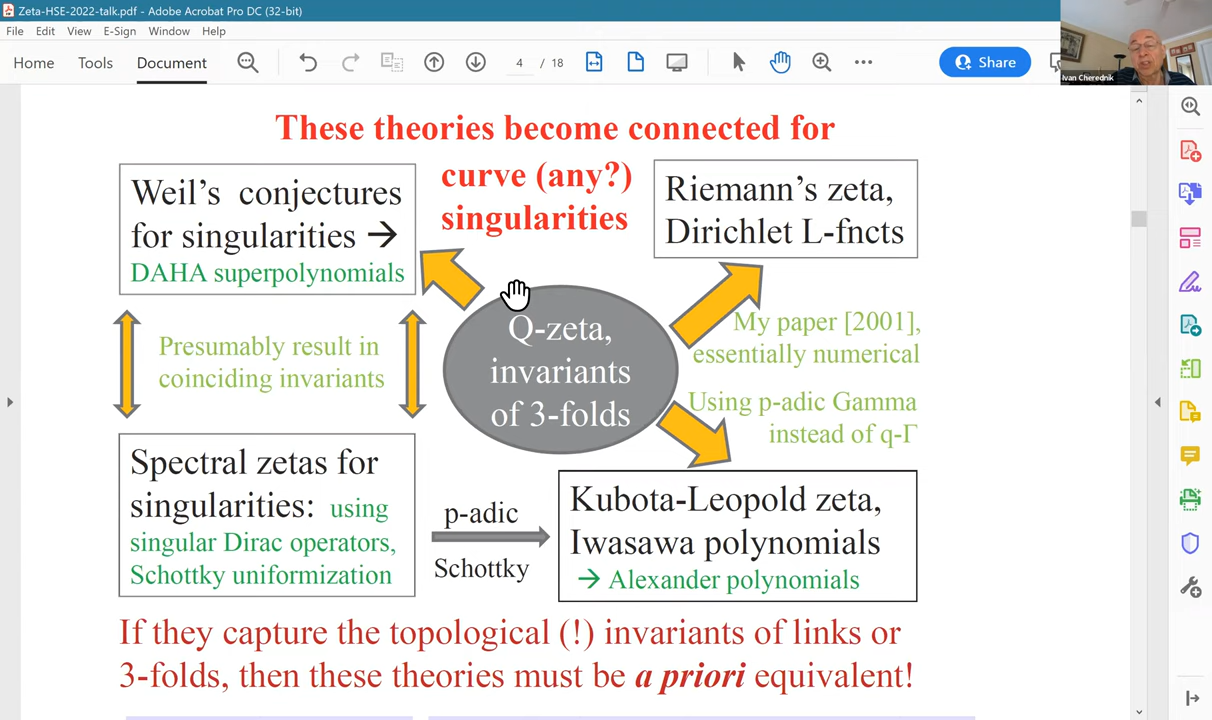 Zeta-HSE-2022-talk.pdf - Adobe Acrobat Pro DC (32-bit)
File Edit View E-Sign Window Help
Home Tools Document 4 / 18 Share
Ivan Cherednik
These theories become connected for
curve (any?)
singularities
Weil's conjectures
for singularities →
DAHA superpolynomials
Riemann's zeta,
Dirichlet L-fncts
Presumably result in
coinciding invariants
Q-zeta,
invariants
of 3-folds
My paper [2001],
essentially numerical
Using p-adic Gamma
instead of q-Γ
Spectral zetas for
singularities: using
singular Dirac operators,
Schottky uniformization
p-adic
Schottky
Kubota-Leopold zeta,
Iwasawa polynomials
→ Alexander polynomials
If they capture the topological (!) invariants of links or
3-folds, then these theories must be a priori equivalent!